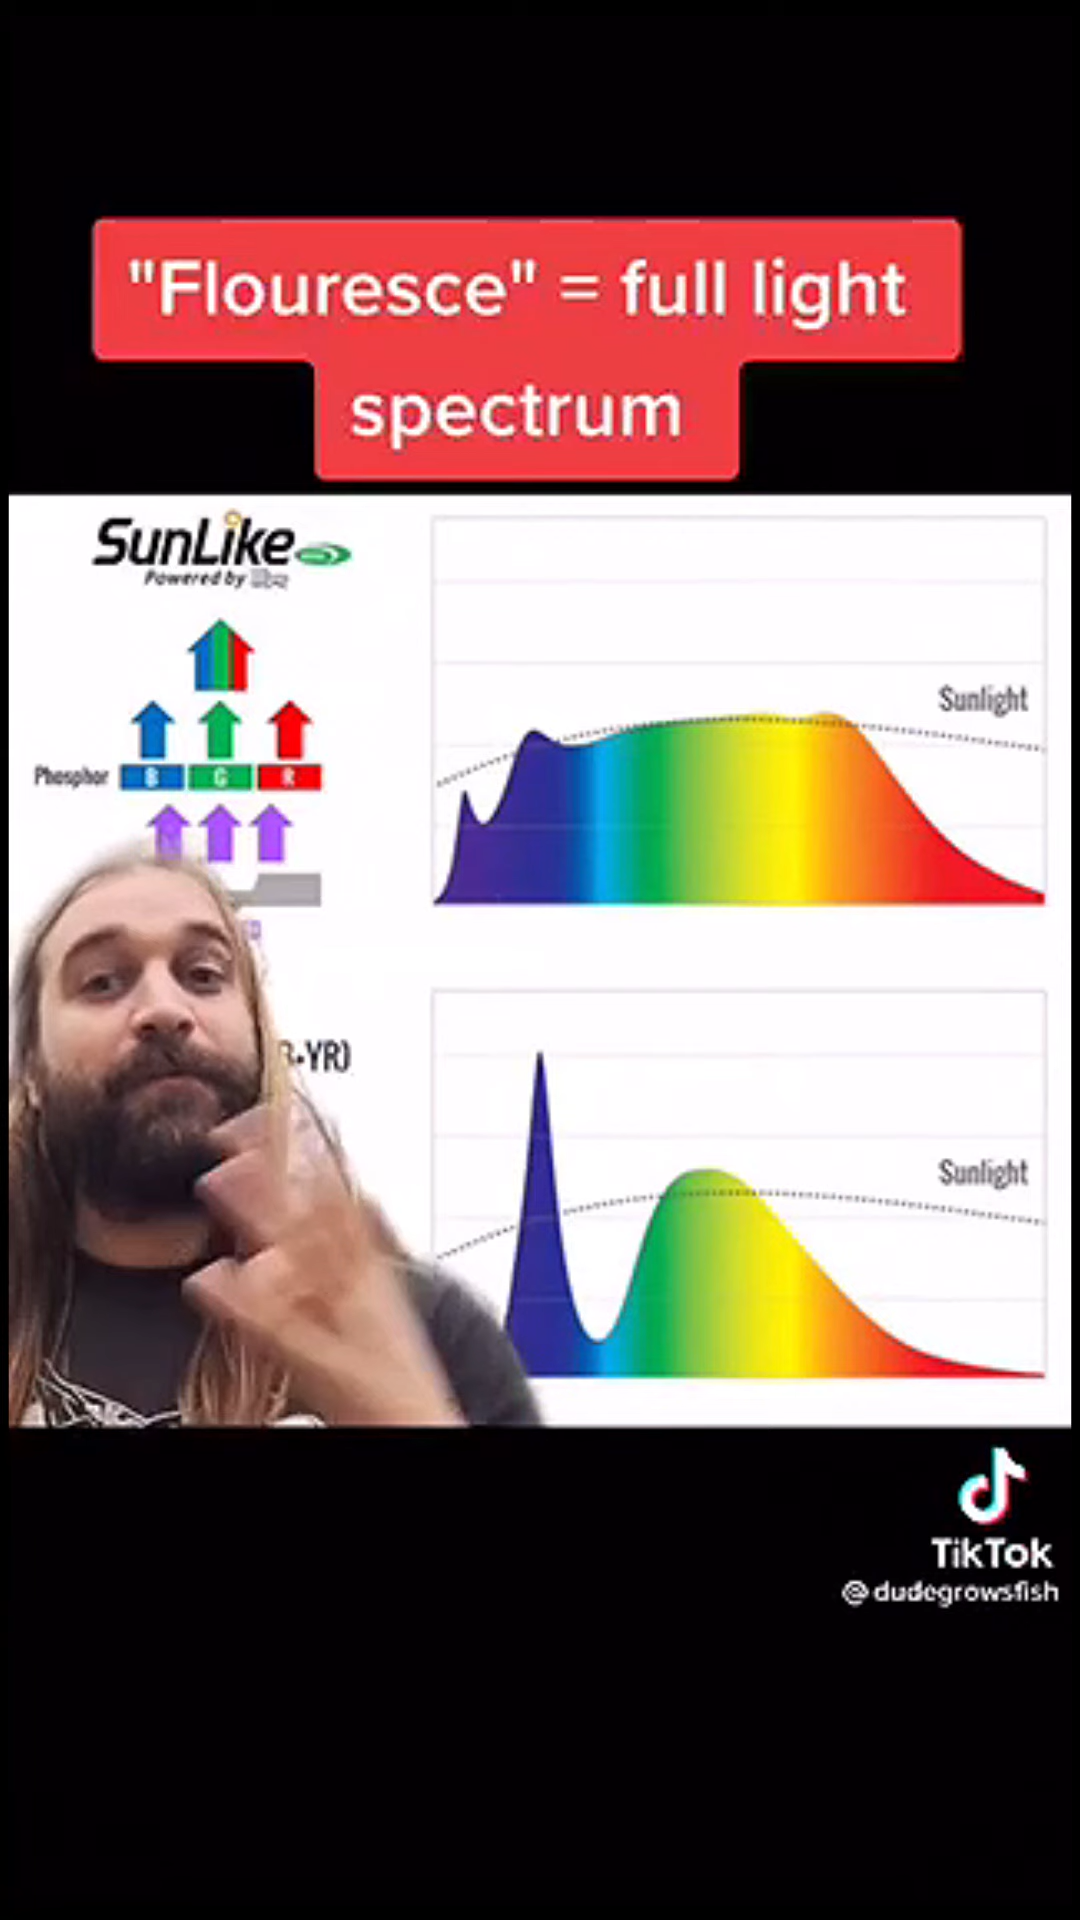 "Flouresce" = full light
spectrum
SunLike
Powered by
Sunlight
Phosphor B G R
YR)
Sunlight
TikTok
@dudegrowsfish